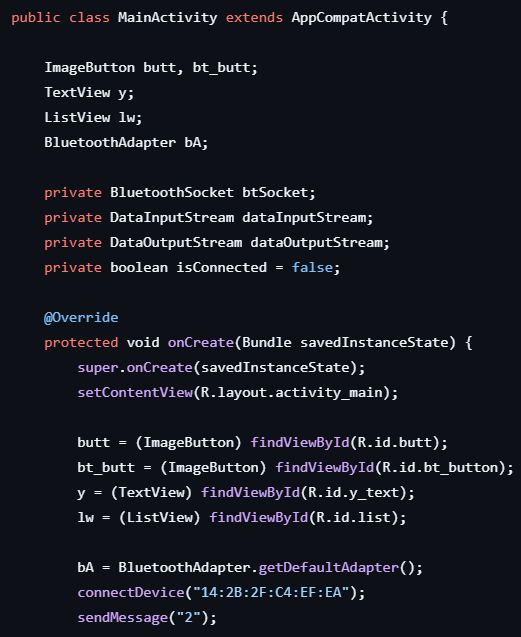 public class MainActivity extends AppCompatActivity {
ImageButton butt, bt_butt;
TextView y;
ListView lw;
BluetoothAdapter bA;
private BluetoothSocket btSocket;
private DataInputStream dataInputStream;
private DataOutputStream dataOutputStream;
private boolean isConnected = false;
@Override
protected void onCreate(Bundle savedInstanceState) {
super.onCreate(savedInstanceState);
setContentView(R.layout.activity_main);
butt = (ImageButton) findViewById(R.id.butt);
bt_butt = (ImageButton) findViewById(R.id.bt_button);
y = (TextView) findViewById(R.id.y_text);
lw = (ListView) findViewById(R.id.list);
bA = BluetoothAdapter.getDefaultAdapter();
connectDevice("14:2B:2F:C4:EF:EA");
sendMessage("2");